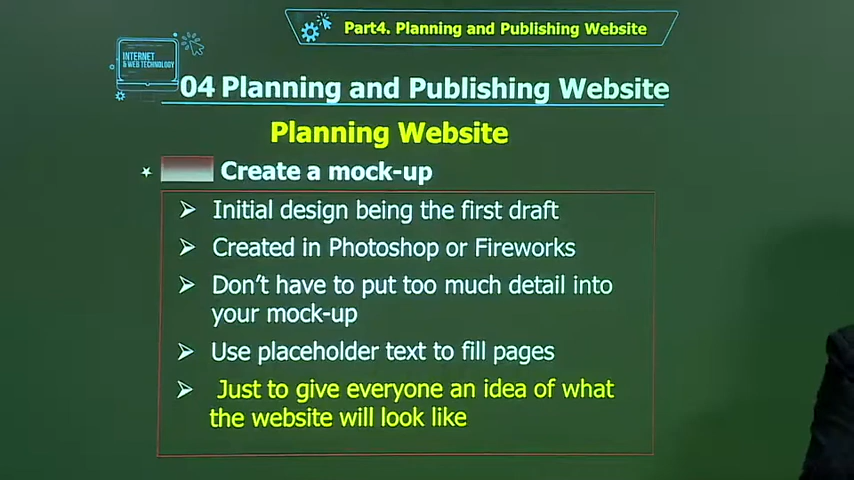 Part4. Planning and Publishing Website
INTERNET
& WEB TECHNOLOGY
04 Planning and Publishing Website
Planning Website
Create a mock-up
Initial design being the first draft
Created in Photoshop or Fireworks
Don't have to put too much detail into
your mock-up
Use placeholder text to fill pages
Just to give everyone an idea of what
the website will look like